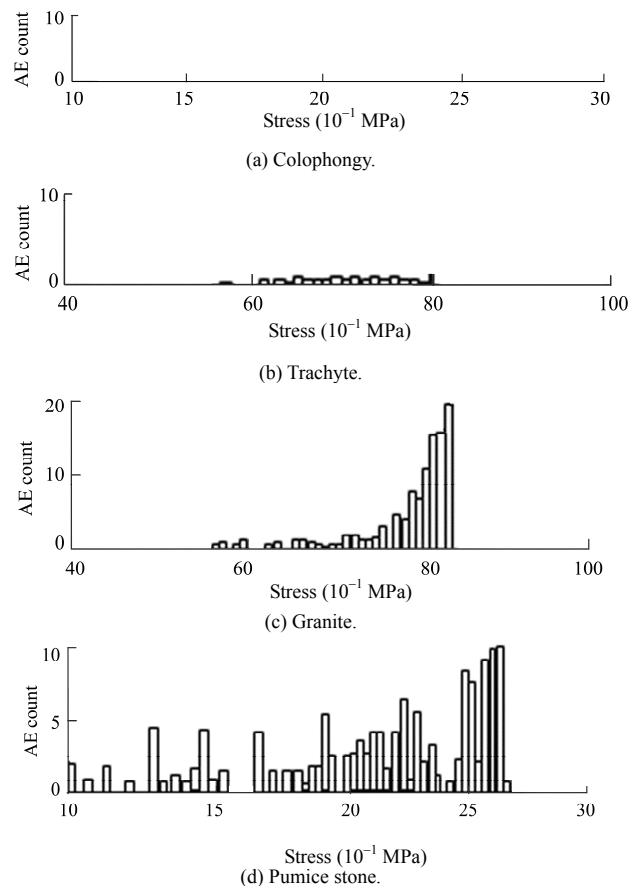 10
AE count
0
10 15 20 25 30
Stress (10⁻¹ MPa)
(a) Colophongy.
10
AE count
0
40 60 80 100
Stress (10⁻¹ MPa)
(b) Trachyte.
20
AE count
10
0
40 60 80 100
Stress (10⁻¹ MPa)
(c) Granite.
10
AE count
5
0
10 15 20 25 30
Stress (10⁻¹ MPa)
(d) Pumice stone.